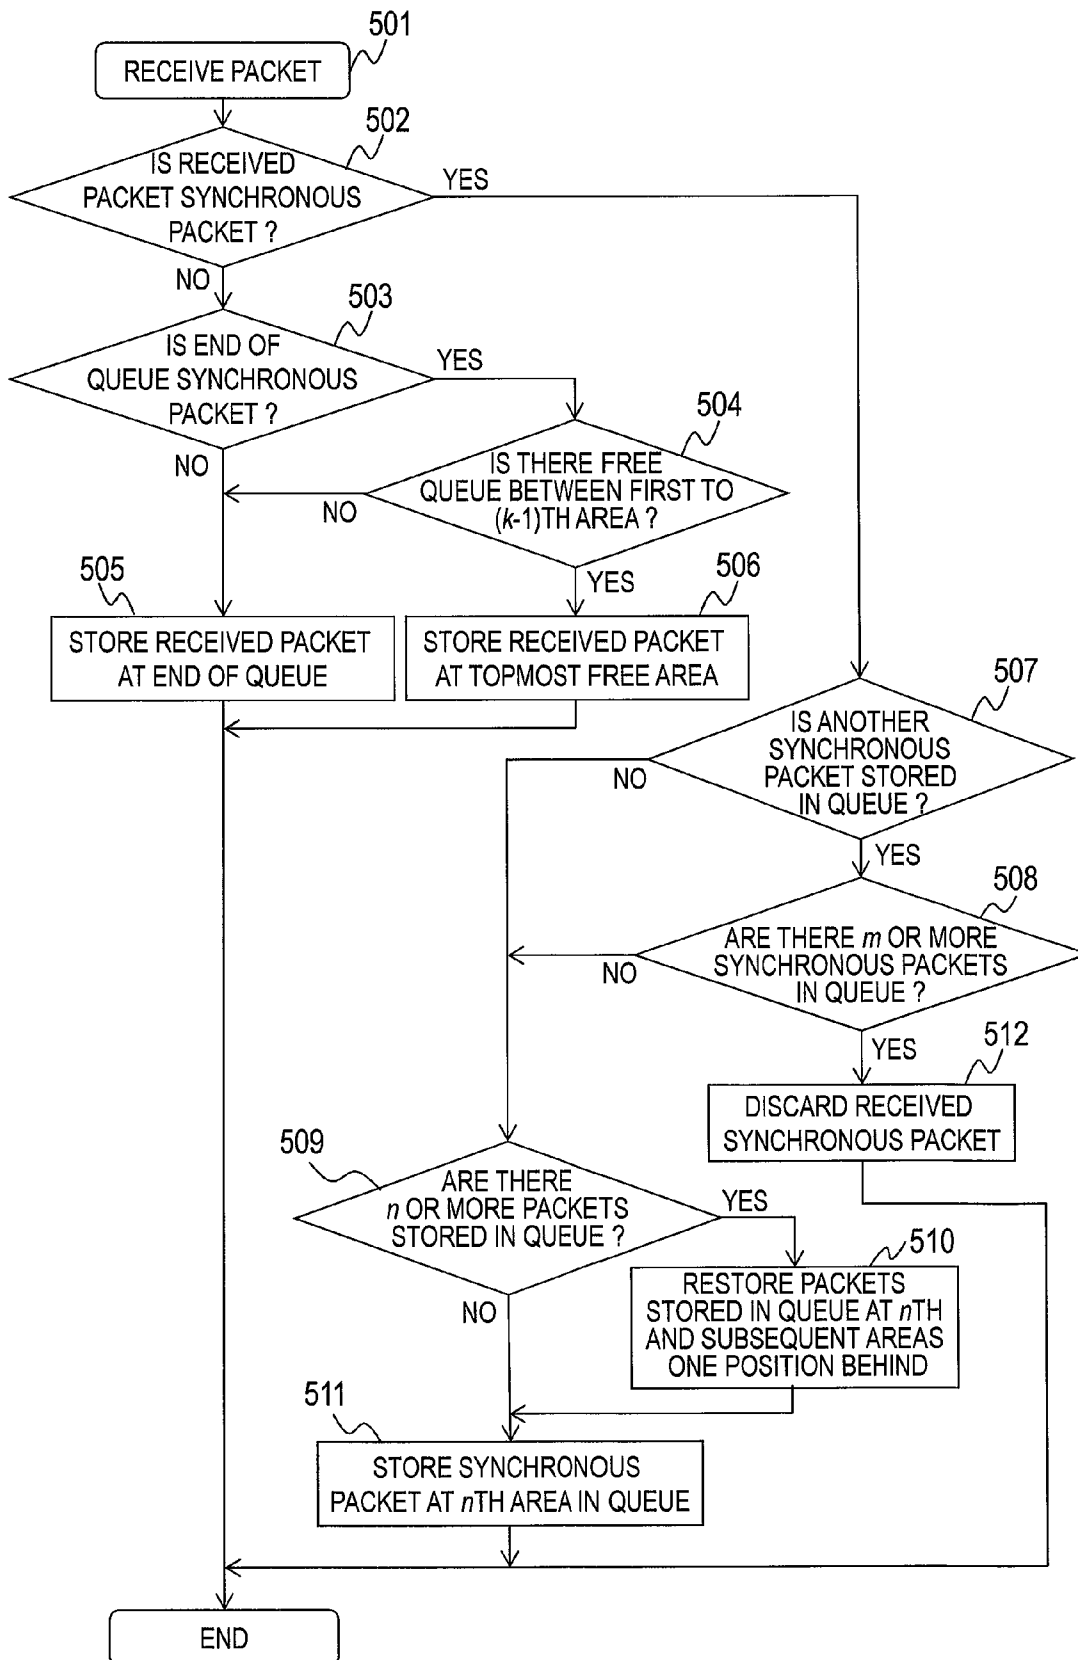 501
RECEIVE PACKET
502
IS RECEIVED
PACKET SYNCHRONOUS
PACKET ?
YES
NO
503
IS END OF
QUEUE SYNCHRONOUS
PACKET ?
YES
NO
504
IS THERE FREE
QUEUE BETWEEN FIRST TO
(k-1)TH AREA ?
NO
YES
505
STORE RECEIVED PACKET
AT END OF QUEUE
506
STORE RECEIVED PACKET
AT TOPMOST FREE AREA
507
IS ANOTHER
SYNCHRONOUS
PACKET STORED
IN QUEUE ?
NO
YES
508
ARE THERE m OR MORE
SYNCHRONOUS PACKETS
IN QUEUE ?
NO
YES
512
DISCARD RECEIVED
SYNCHRONOUS PACKET
509
ARE THERE
n OR MORE PACKETS
STORED IN QUEUE ?
YES
NO
510
RESTORE PACKETS
STORED IN QUEUE AT nTH
AND SUBSEQUENT AREAS
ONE POSITION BEHIND
511
STORE SYNCHRONOUS
PACKET AT nTH AREA IN QUEUE
END